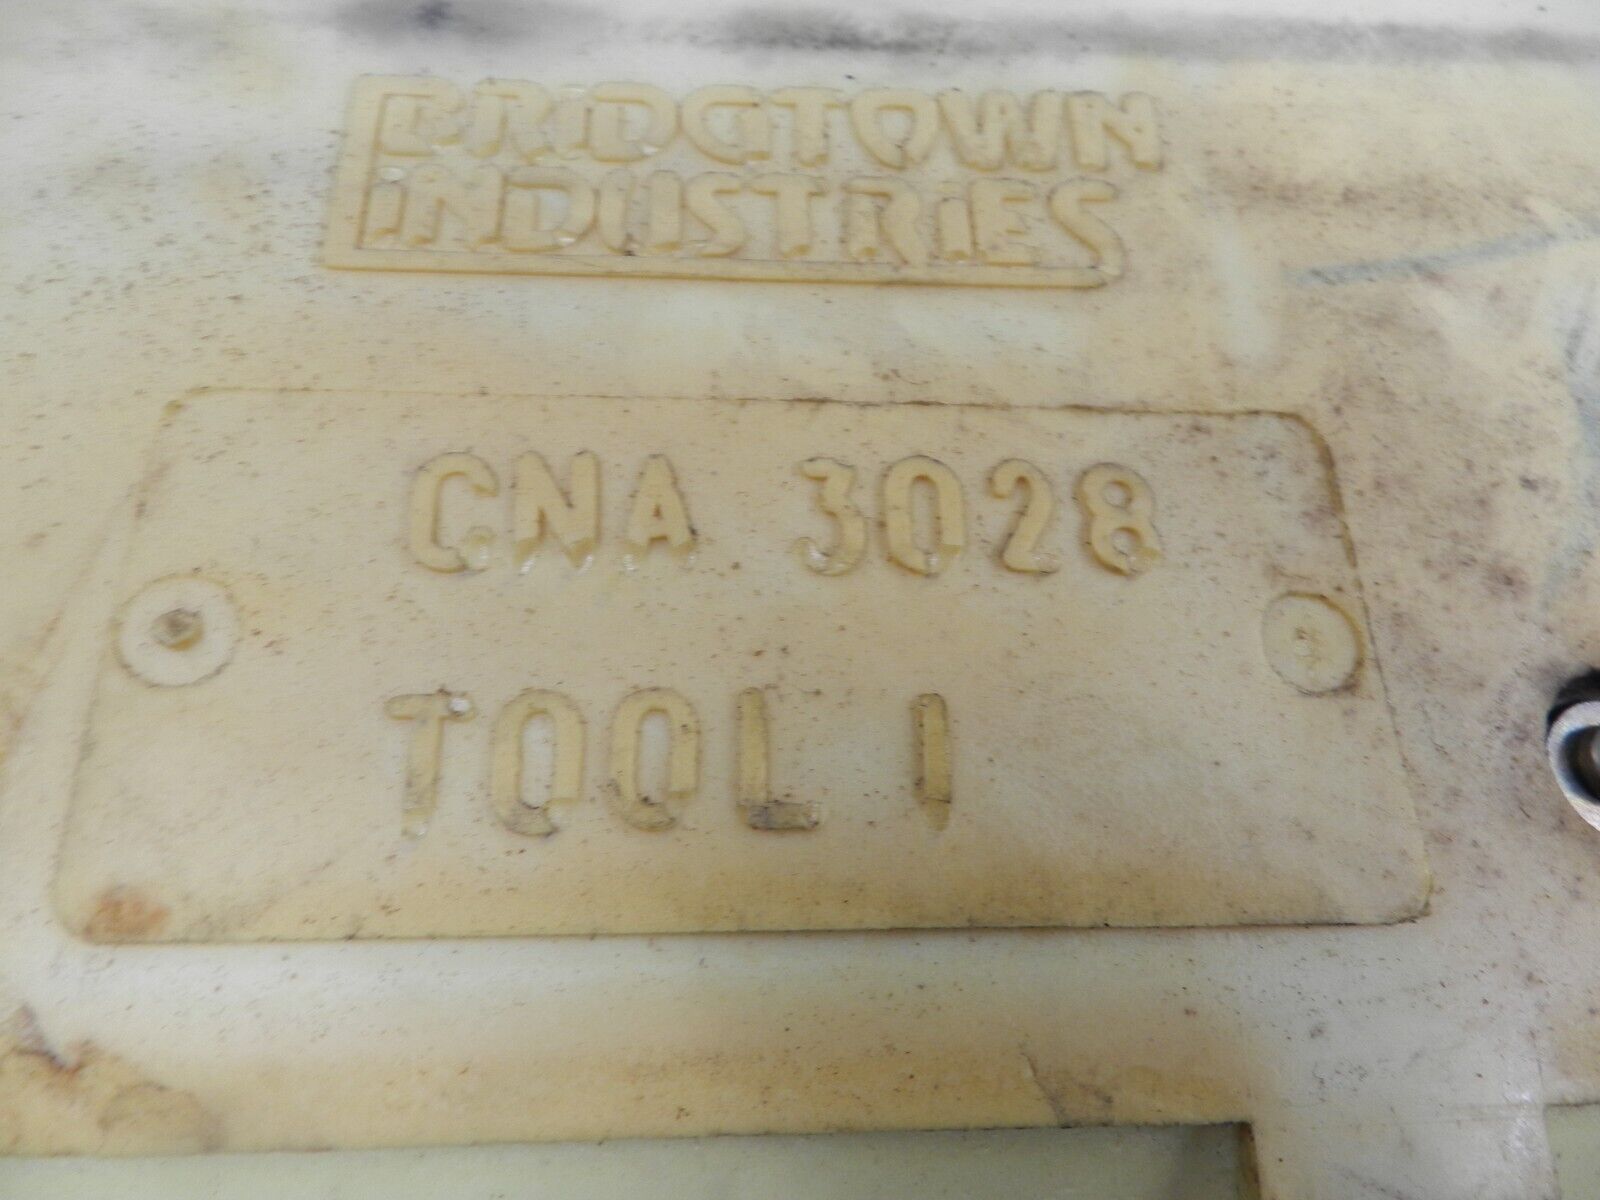 BRIDGTOWN
INDUSTRIES
CNA 3028
TOOL 1